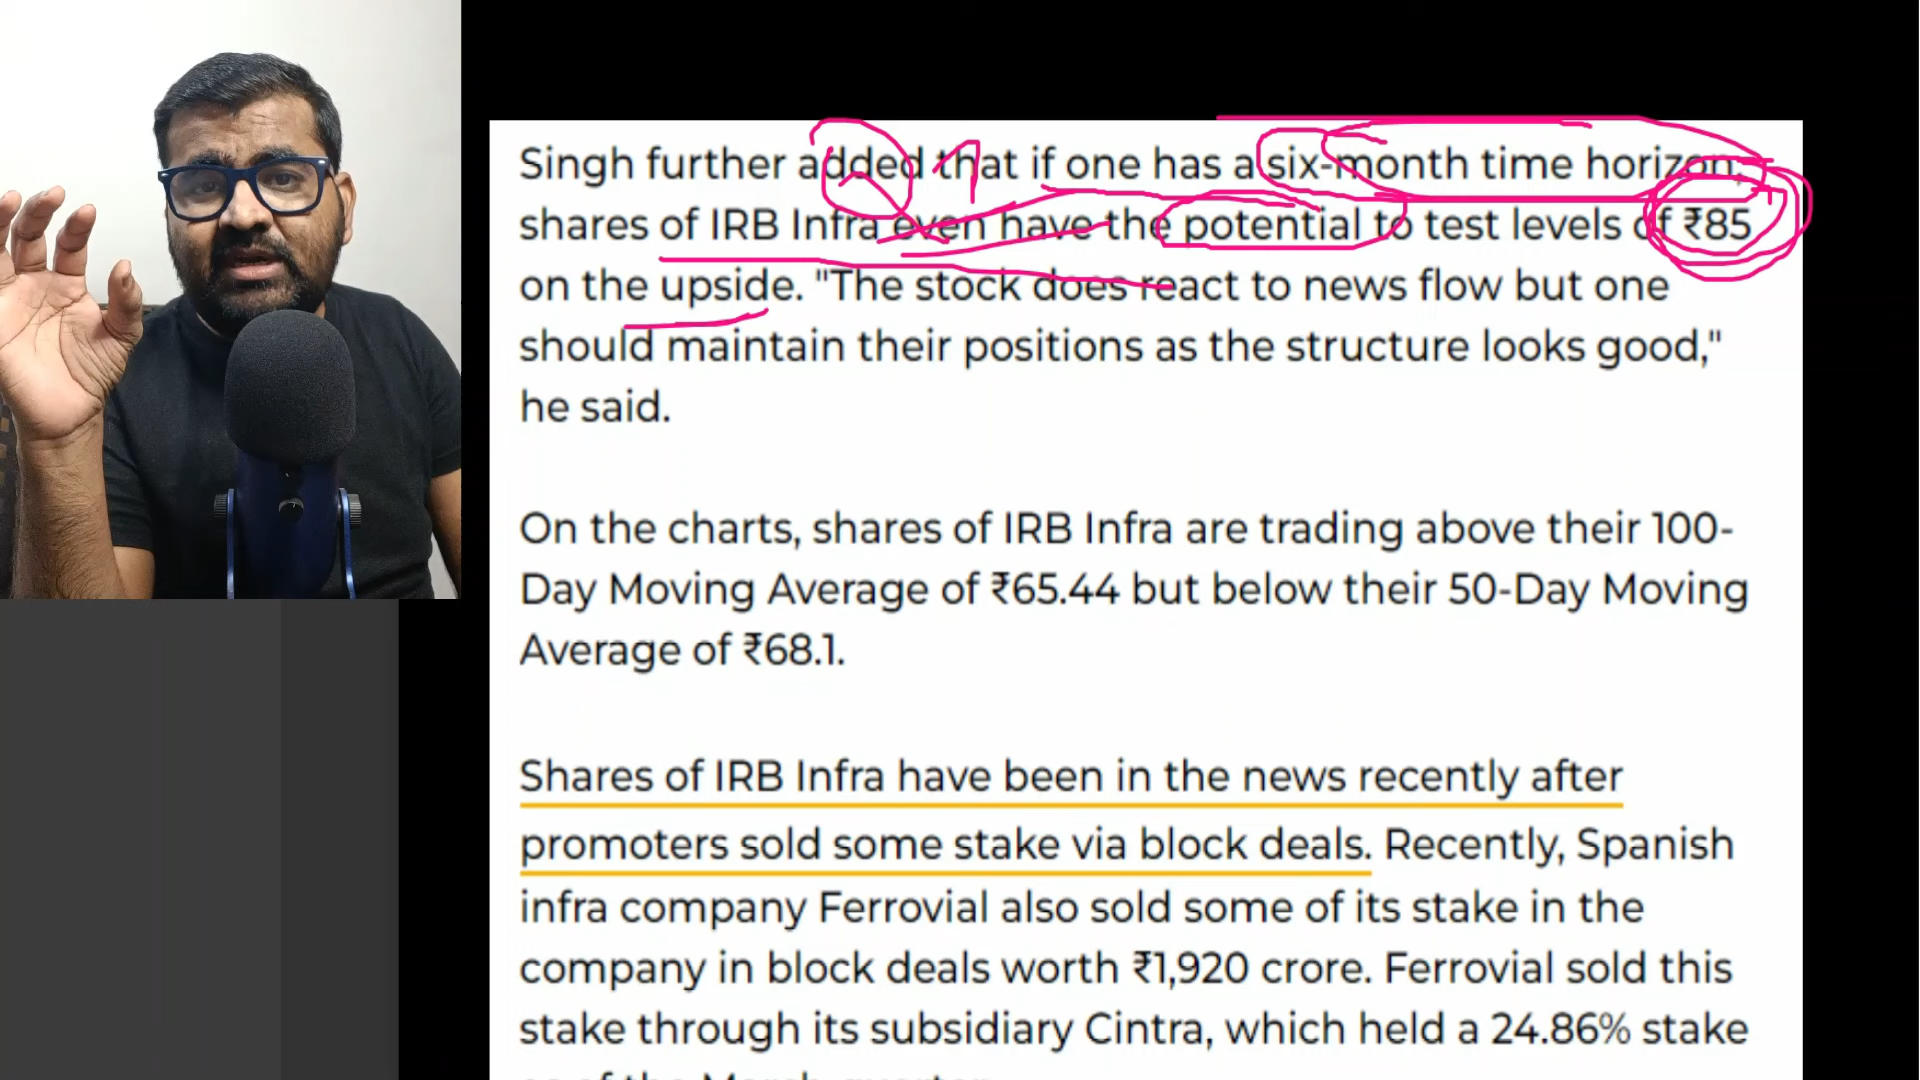 Singh further added that if one has a six-month time horizon,
shares of IRB Infra even have the potential to test levels of ₹85
on the upside. "The stock does react to news flow but one
should maintain their positions as the structure looks good,"
he said.
On the charts, shares of IRB Infra are trading above their 100-
Day Moving Average of ₹65.44 but below their 50-Day Moving
Average of ₹68.1.
Shares of IRB Infra have been in the news recently after
promoters sold some stake via block deals. Recently, Spanish
infra company Ferrovial also sold some of its stake in the
company in block deals worth ₹1,920 crore. Ferrovial sold this
stake through its subsidiary Cintra, which held a 24.86% stake